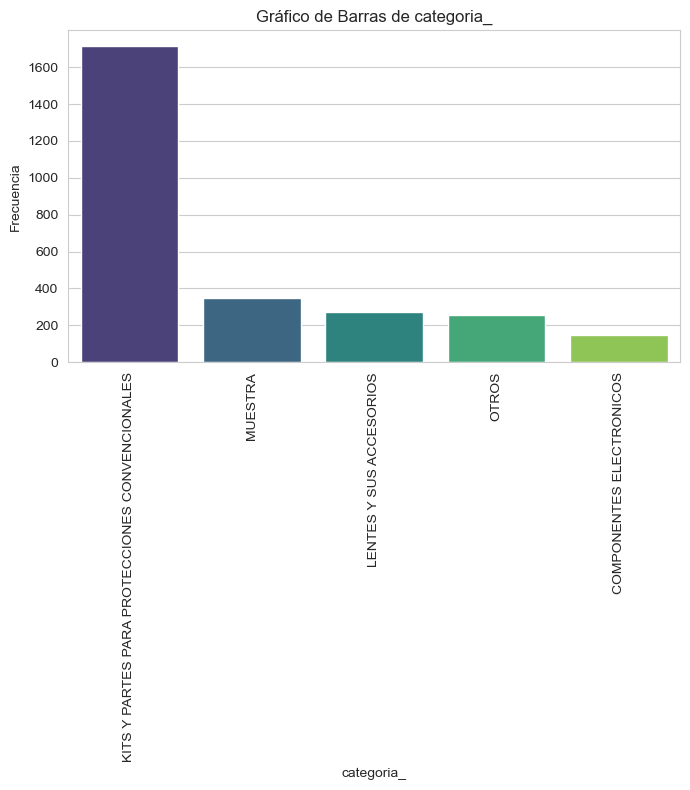 Gráfico de Barras de categoria_
Frecuencia
1600
1400
1200
1000
800
600
400
200
0
KITS Y PARTES PARA PROTECCIONES CONVENCIONALES
MUESTRA
LENTES Y SUS ACCESORIOS
OTROS
COMPONENTES ELECTRONICOS
categoria_